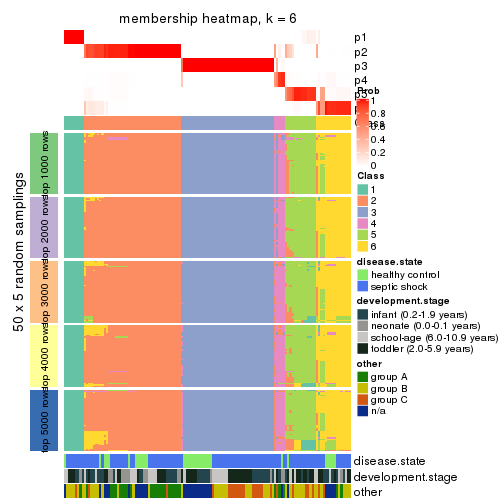 membership heatmap, k = 6
p1
p2
p3
p4
Prob
1
0.8
0.6
0.4
0.2
0
50 x 5 random samplings
top 1000 rows
top 2000 rows
top 3000 rows
top 4000 rows
top 5000 rows
Class
1
2
3
4
5
6
disease.state
healthy control
septic shock
development.stage
infant (0.2-1.9 years)
neonate (0.0-0.1 years)
school-age (6.0-10.9 years)
toddler (2.0-5.9 years)
other
group A
group B
group C
n/a
disease.state
development.stage
other